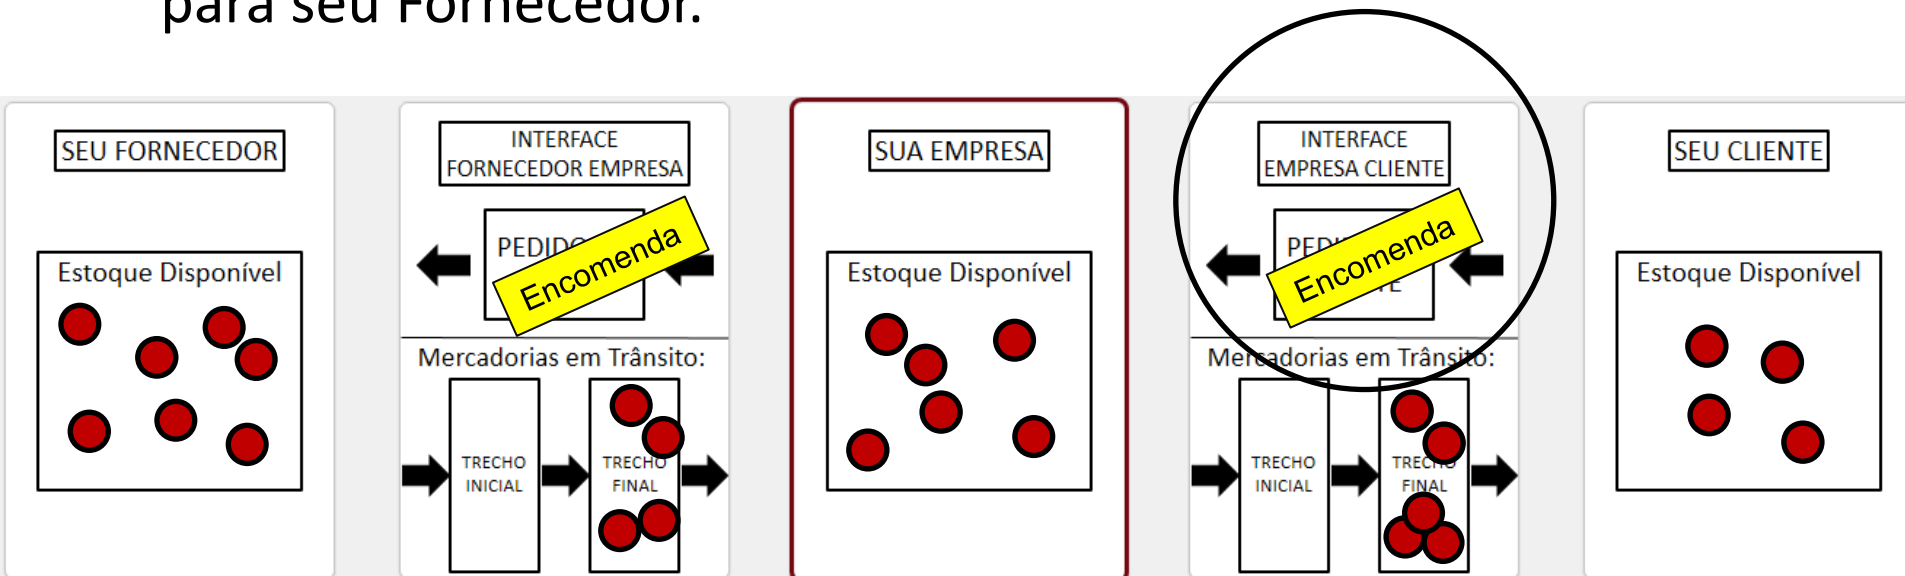 para seu Fornecedor.
SEU FORNECEDOR
Estoque Disponível
INTERFACE
FORNECEDOR EMPRESA
Encomenda
Mercadorias em Trânsito:
TRECHO
INICIAL
TRECHO
FINAL
SUA EMPRESA
Estoque Disponível
INTERFACE
EMPRESA CLIENTE
Encomenda
Mercadorias em Trânsito:
TRECHO
INICIAL
TRECHO
FINAL
SEU CLIENTE
Estoque Disponível